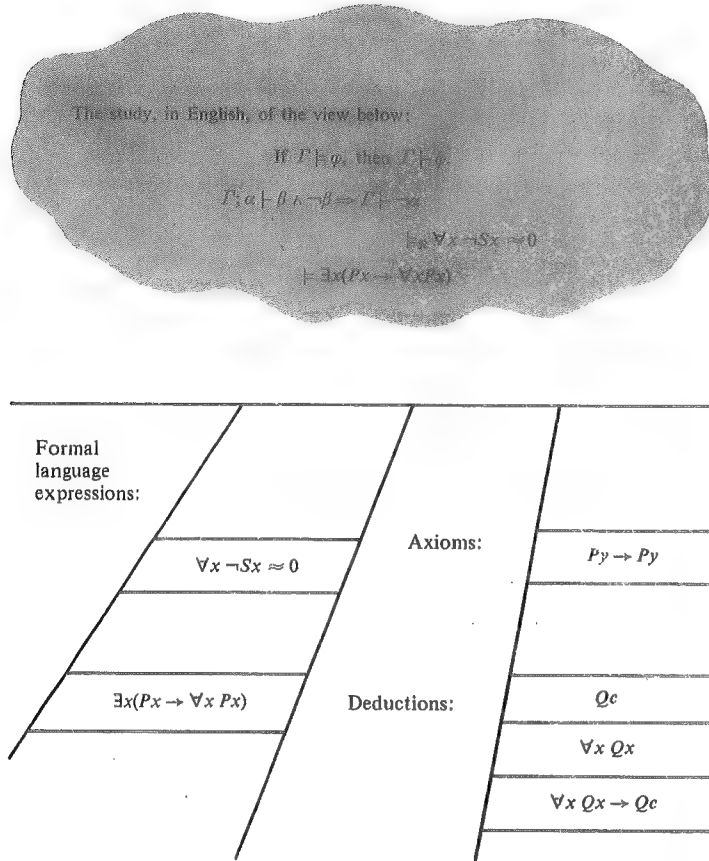 The study, in English, of the view below:
If Γ ⊨ φ, then Γ ⊢ φ.
Γ; α ⊢ β ∧ ¬β ⇒ Γ ⊢ ¬α
⊨ ∀x ¬Sx ≈ 0
⊢ ∃x(Px → ∀xPx)
Formal
language
expressions:
Axioms:
∀x ¬Sx ≈ 0
Py → Py
∃x(Px → ∀x Px)
Deductions:
Qc
∀x Qx
∀x Qx → Qc